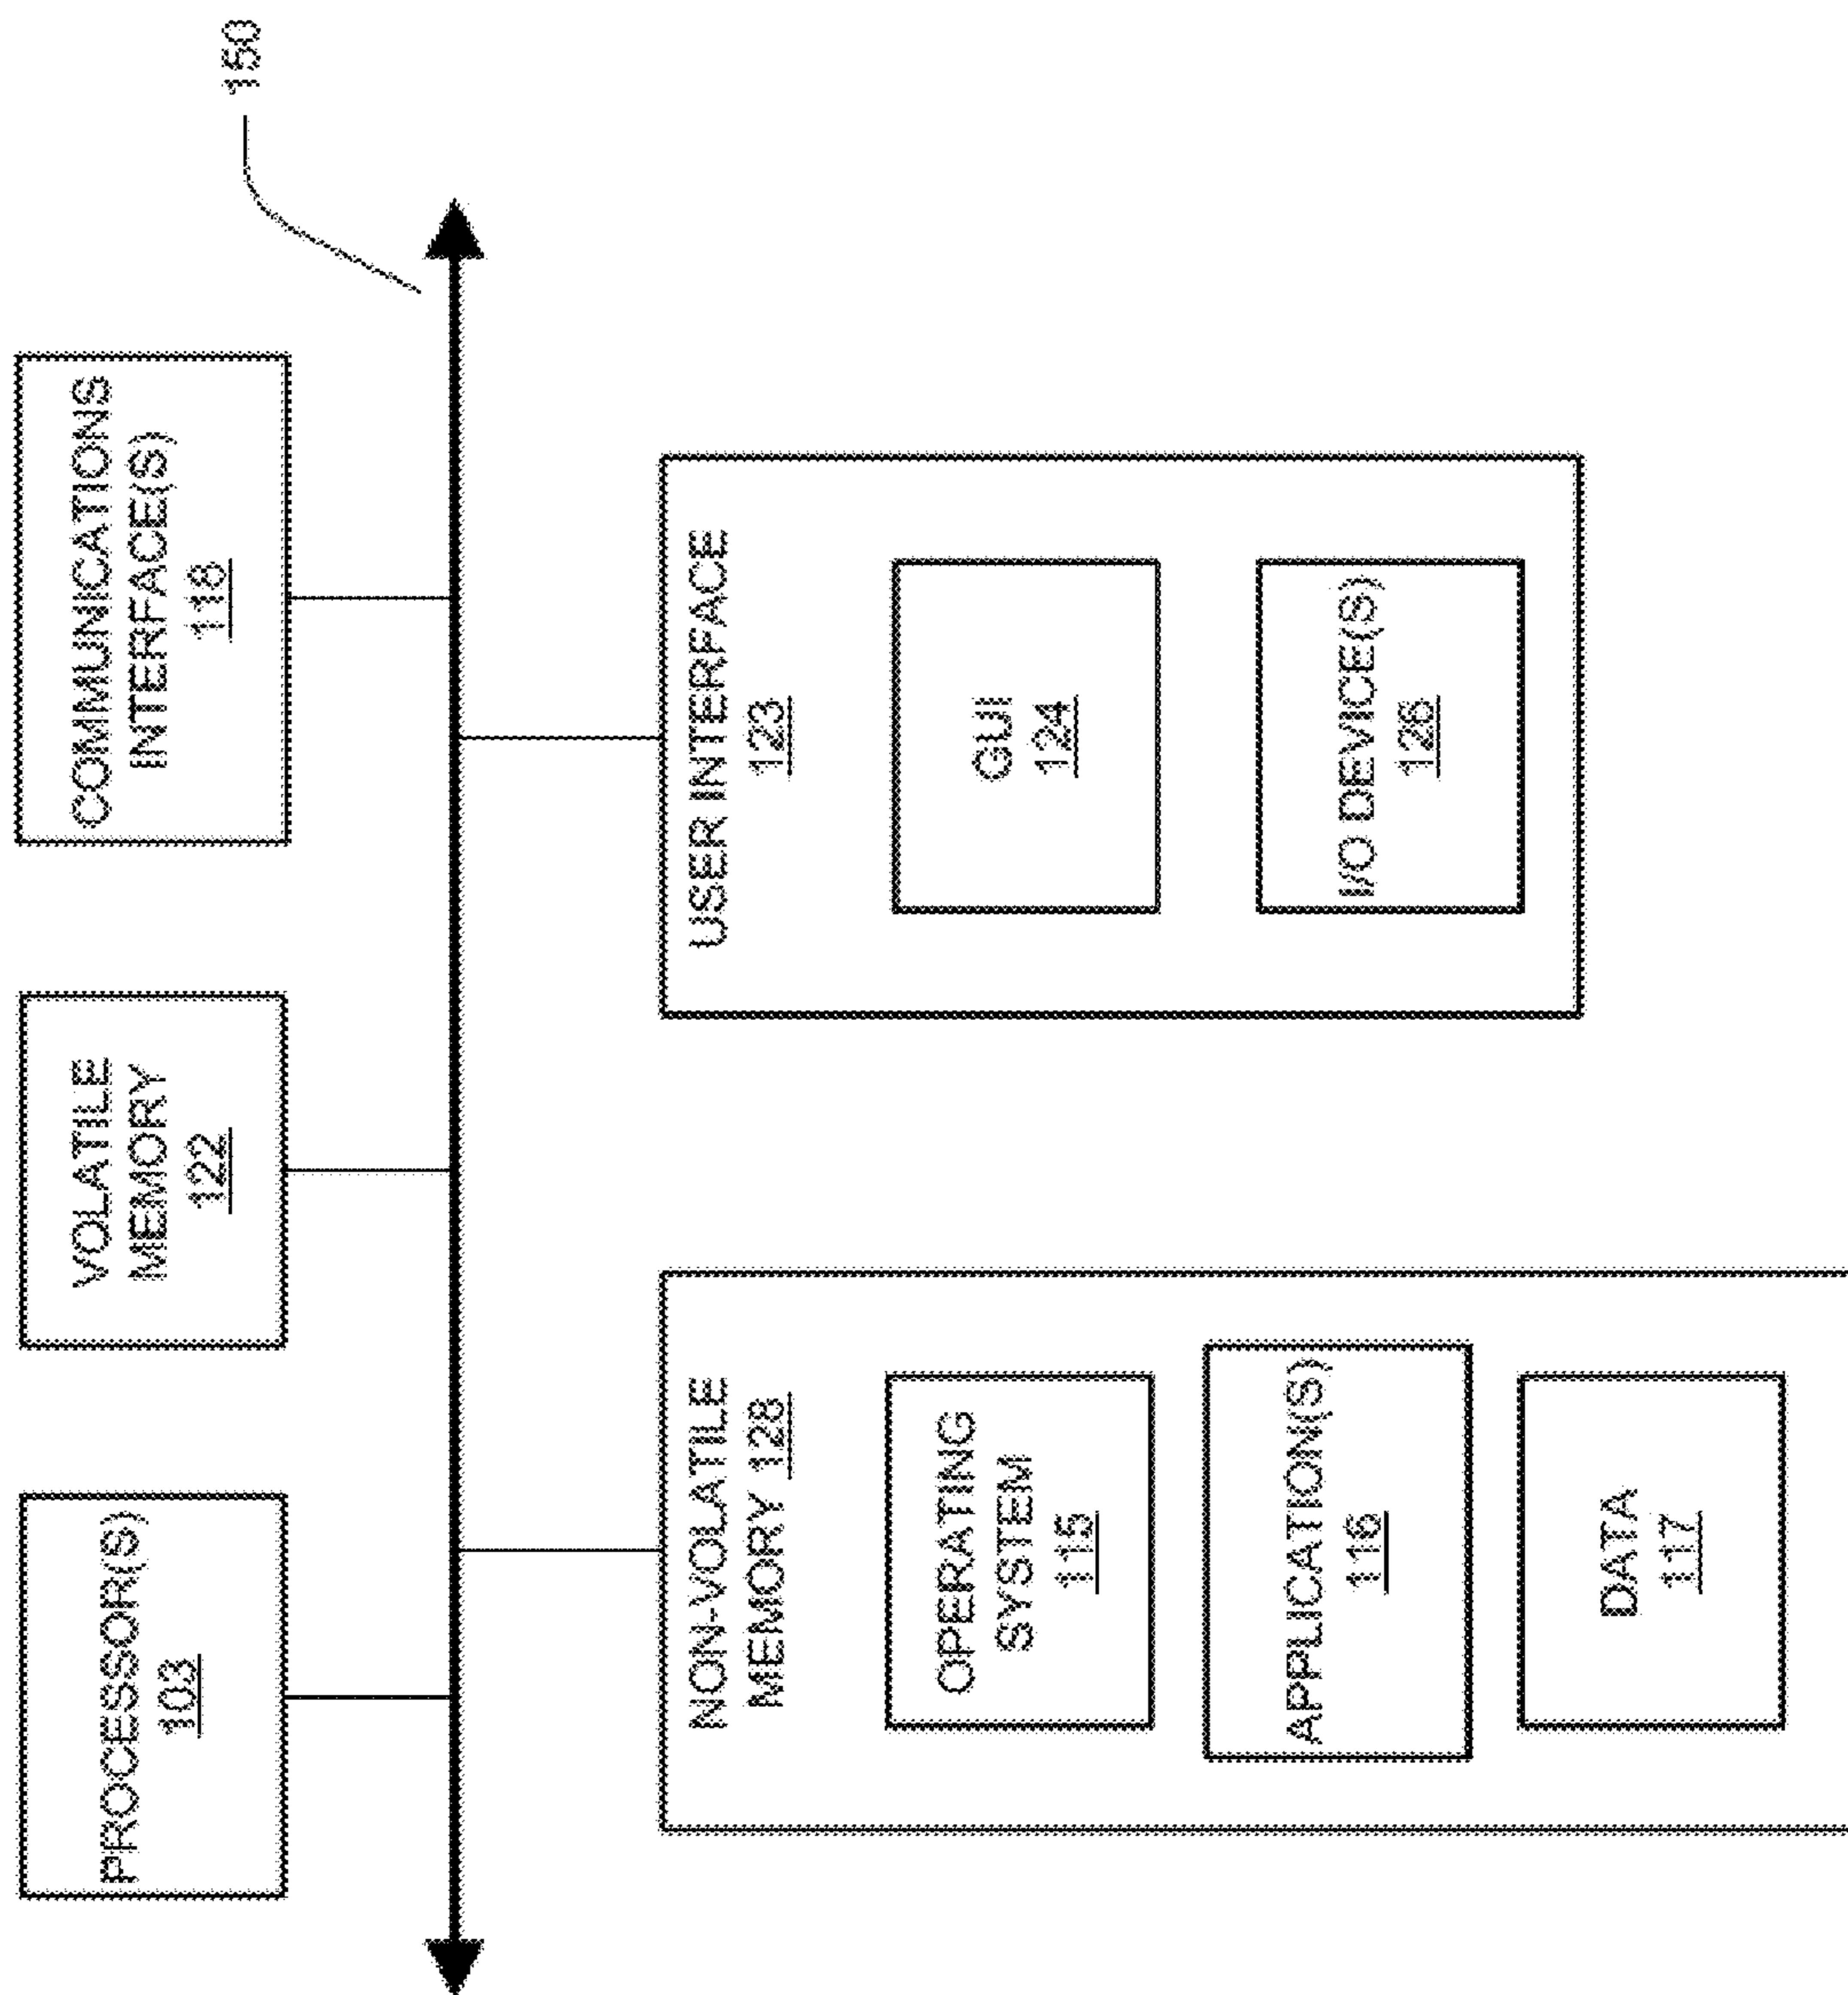 PROCESSOR(S)
103
VOLATILE
MEMORY
122
COMMUNICATIONS
INTERFACE(S)
118
150
NON-VOLATILE
MEMORY 128
OPERATING
SYSTEM
115
APPLICATION(S)
116
DATA
117
USER INTERFACE
123
GUI
124
I/O DEVICE(S)
126